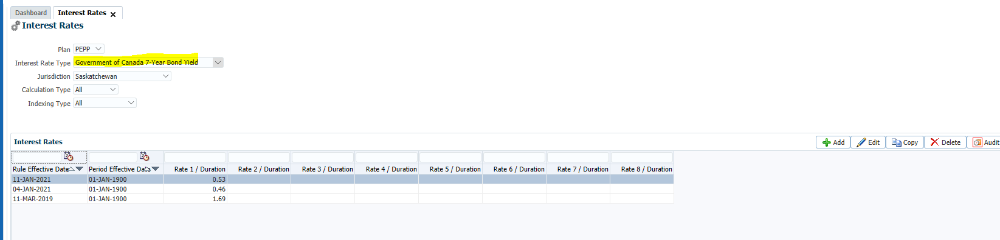 Dashboard Interest Rates
Interest Rates
Plan PEPP
Interest Rate Type Government of Canada 7-Year Bond Yield
Jurisdiction Saskatchewan
Calculation Type All
Indexing Type All
Interest Rates Add Edit Copy Delete Audit
Rule Effective Date Period Effective Date Rate 1 / Duration Rate 2 / Duration Rate 3 / Duration Rate 4 / Duration Rate 5 / Duration Rate 6 / Duration Rate 7 / Duration Rate 8 / Duration
11-JAN-2021 01-JAN-1900 0.53
04-JAN-2021 01-JAN-1900 0.46
11-MAR-2019 01-JAN-1900 1.69